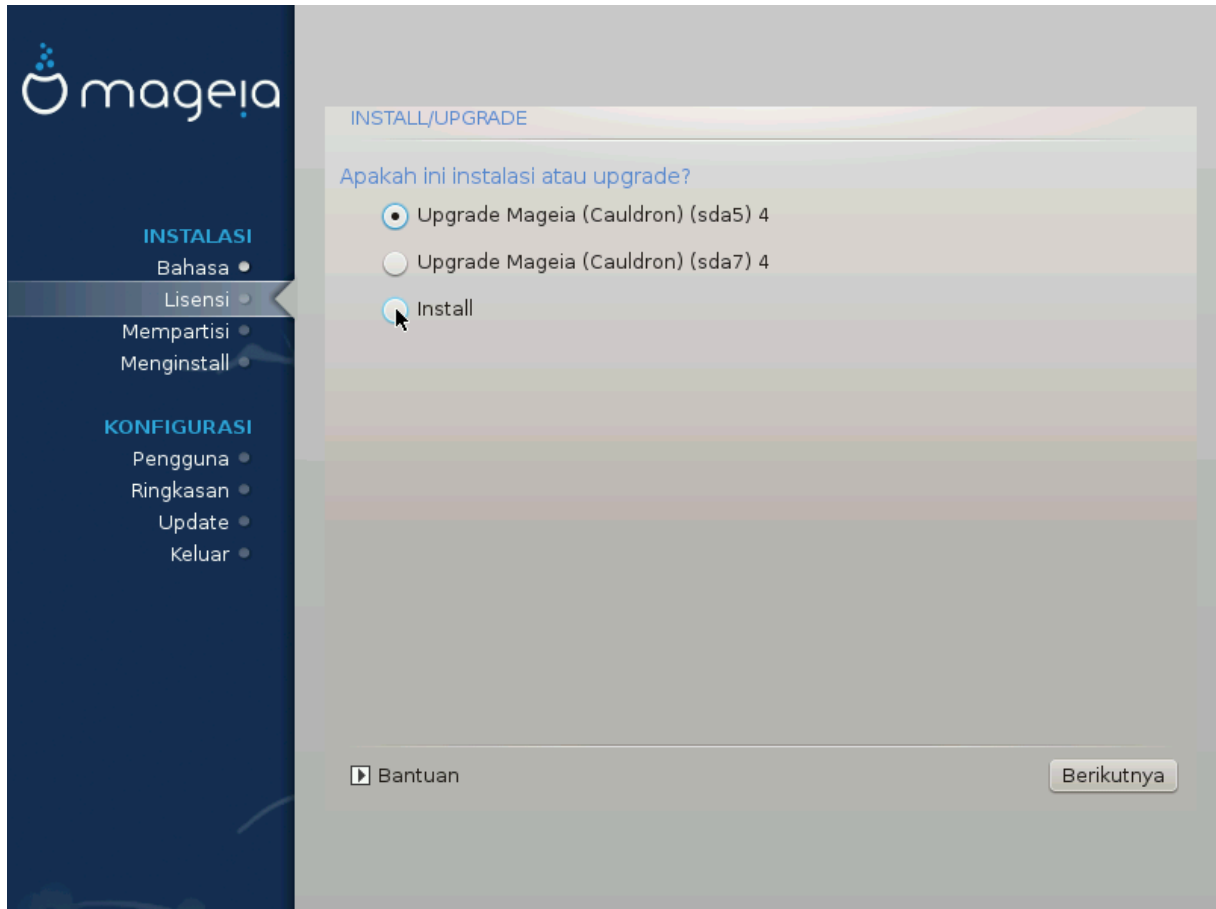 mageia
INSTALASI
Bahasa
Lisensi
Mempartisi
Menginstall
KONFIGURASI
Pengguna
Ringkasan
Update
Keluar
INSTALL/UPGRADE
Apakah ini instalasi atau upgrade?
Upgrade Mageia (Cauldron) (sda5) 4
Upgrade Mageia (Cauldron) (sda7) 4
Install
Bantuan
Berikutnya